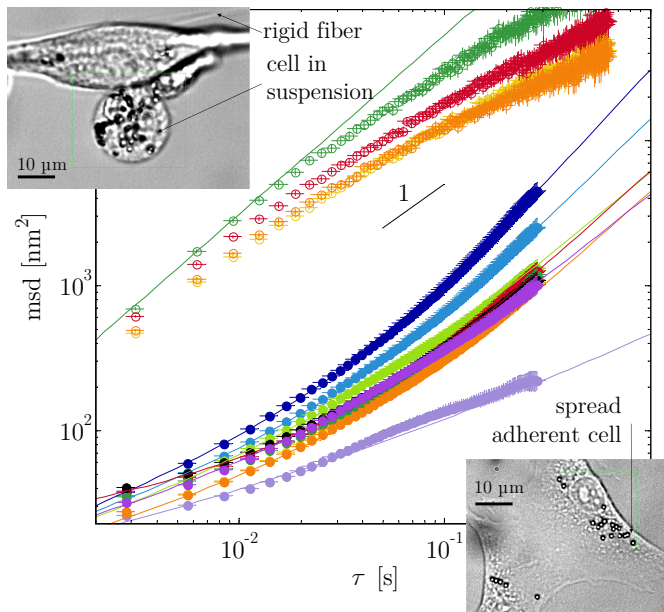 rigid fiber
cell in
suspension
10 μm
1
msd [nm²]
10³
10²
spread
adherent cell
10 μm
10⁻²
10⁻¹
τ [s]